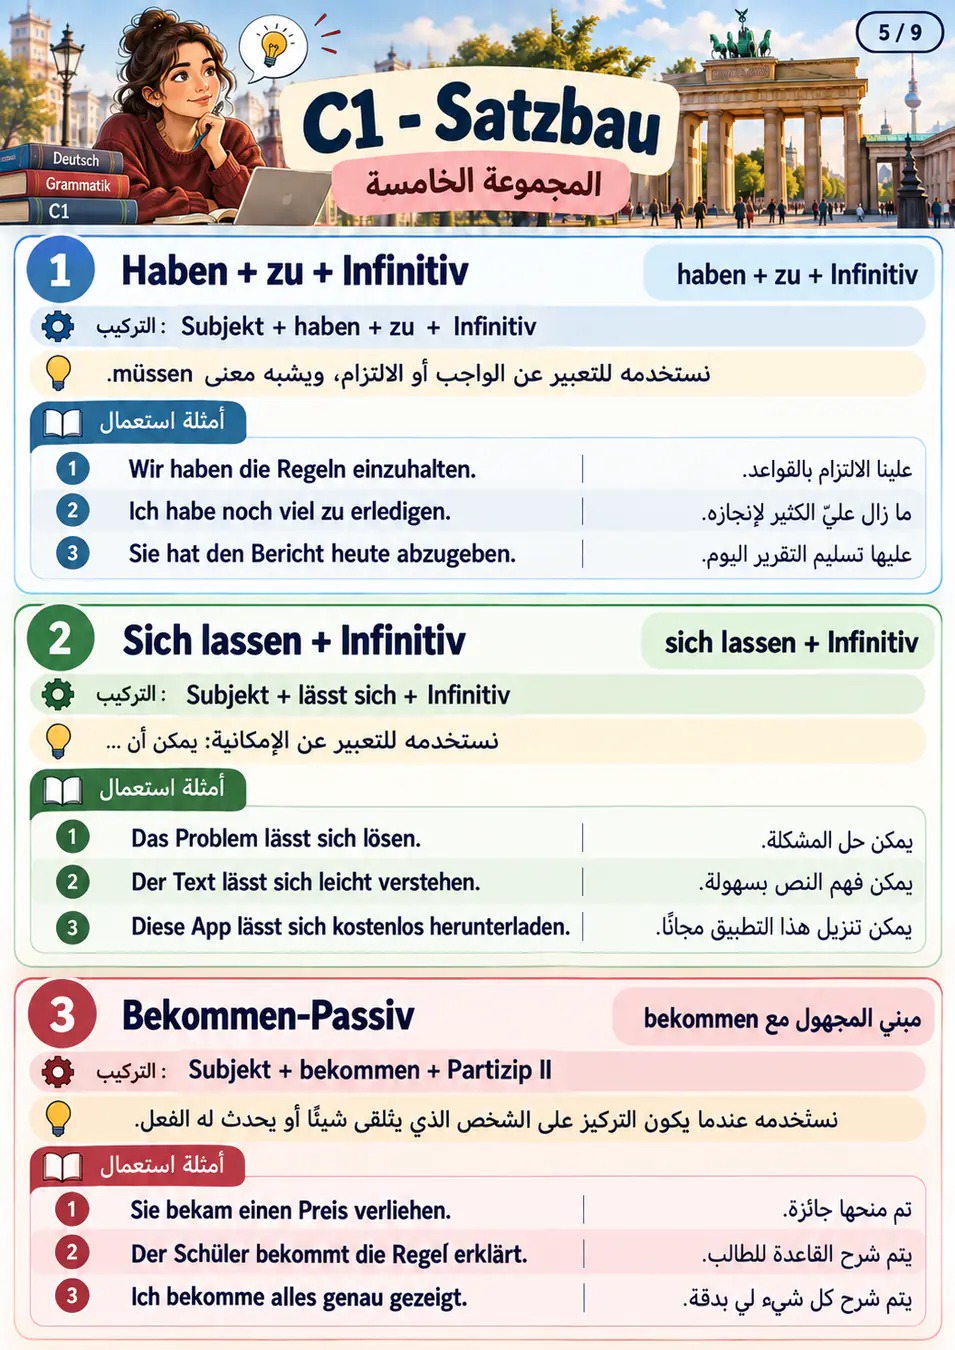 5 / 9
C1 - Satzbau
المجموعة الخامسة
Deutsch
Grammatik
C1
1 Haben + zu + Infinitiv
haben + zu + Infinitiv
التركيب : Subjekt + haben + zu + Infinitiv
نستخدمه للتعبير عن الواجب أو الالتزام، ويشبه معنى müssen.
أمثلة استعمال
1 Wir haben die Regeln einzuhalten. | علينا الالتزام بالقواعد.
2 Ich habe noch viel zu erledigen. | ما زال عليّ الكثير لإنجازه.
3 Sie hat den Bericht heute abzugeben. | عليها تسليم التقرير اليوم.
2 Sich lassen + Infinitiv
sich lassen + Infinitiv
التركيب : Subjekt + lässt sich + Infinitiv
نستخدمه للتعبير عن الإمكانية: يمكن أن ...
أمثلة استعمال
1 Das Problem lässt sich lösen. | يمكن حل المشكلة.
2 Der Text lässt sich leicht verstehen. | يمكن فهم النص بسهولة.
3 Diese App lässt sich kostenlos herunterladen. | يمكن تنزيل هذا التطبيق مجانًا.
3 Bekommen-Passiv
مبني المجهول مع bekommen
التركيب : Subjekt + bekommen + Partizip II
نستخدمه عندما يكون التركيز على الشخص الذي يتلقى شيئًا أو يحدث له الفعل.
أمثلة استعمال
1 Sie bekam einen Preis verliehen. | تم منحها جائزة.
2 Der Schüler bekommt die Regel erklärt. | يتم شرح القاعدة للطالب.
3 Ich bekomme alles genau gezeigt. | يتم شرح كل شيء لي بدقة.